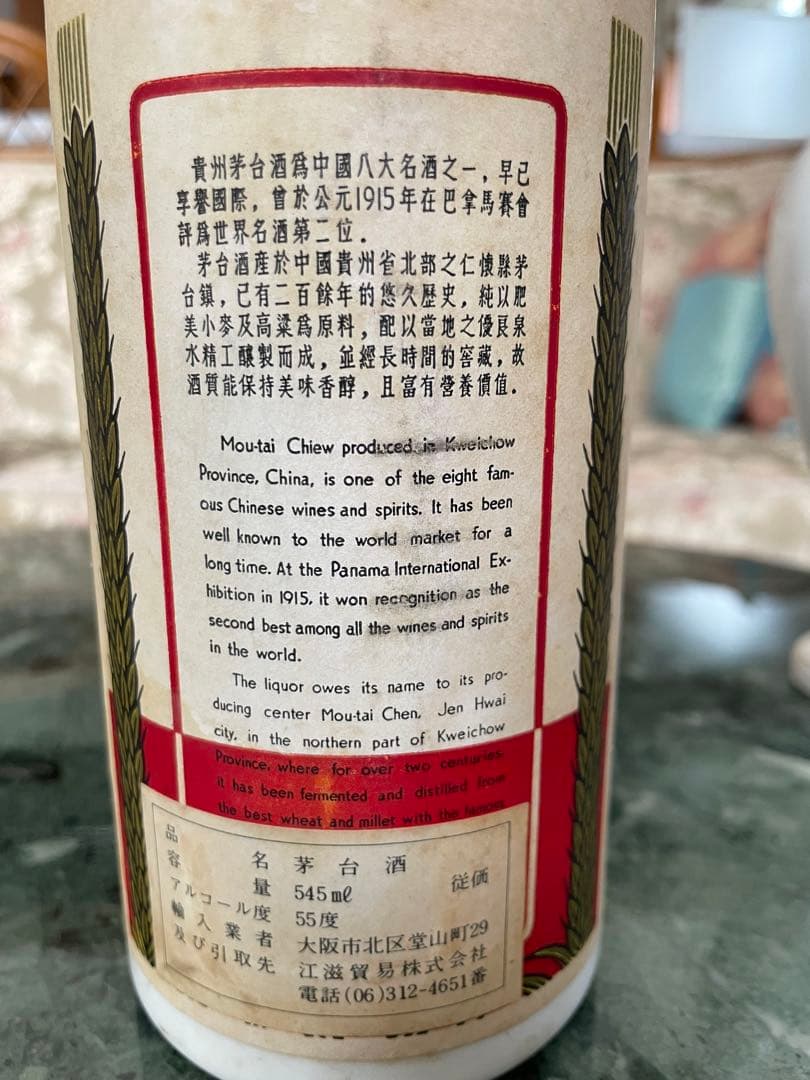 貴州茅台酒爲中國八大名酒之一，早已
享譽國際，曾於公元1915年在巴拿馬賽會
評爲世界名酒第二位．
茅台酒産於中國貴州省北部之仁懷縣茅
台鎮，已有二百餘年的悠久歷史，純以肥
美小麥及高粱爲原料，配以當地之優良泉
水精工釀製而成，並經長時間的窖藏，故
酒質能保持美味香醇，且富有營養價值．
Mou-tai Chiew produced in Kweichow
Province, China, is one of the eight fam-
ous Chinese wines and spirits. It has been
well known to the world market for a
long time. At the Panama International Ex-
hibition in 1915, it won recognition as the
second best among all the wines and spirits
in the world.
The liquor owes its name to its pro-
ducing center Mou-tai Chen, Jen Hwai
city, in the northern part of Kweichow
Province, where for over two centuries
it has been fermented and distilled from
the best wheat and millet with the famous
品名 茅台酒
容量 545ml 従価
アルコール度 55度
輸入業者 大阪市北区堂山町29
及び引取先 江滋貿易株式会社
電話(06)312-4651番